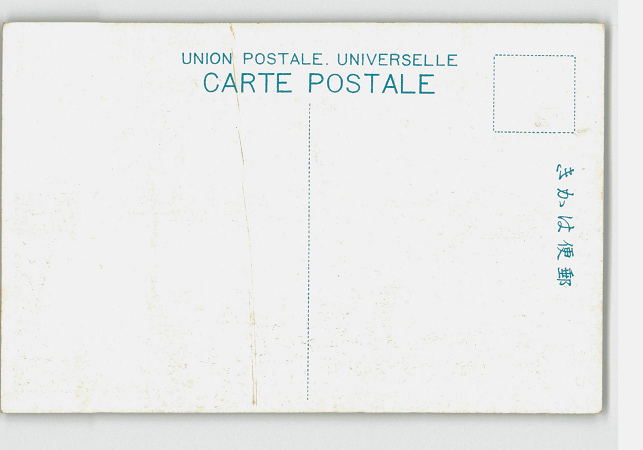 UNION POSTALE. UNIVERSELLE
CARTE POSTALE
郵便はかき